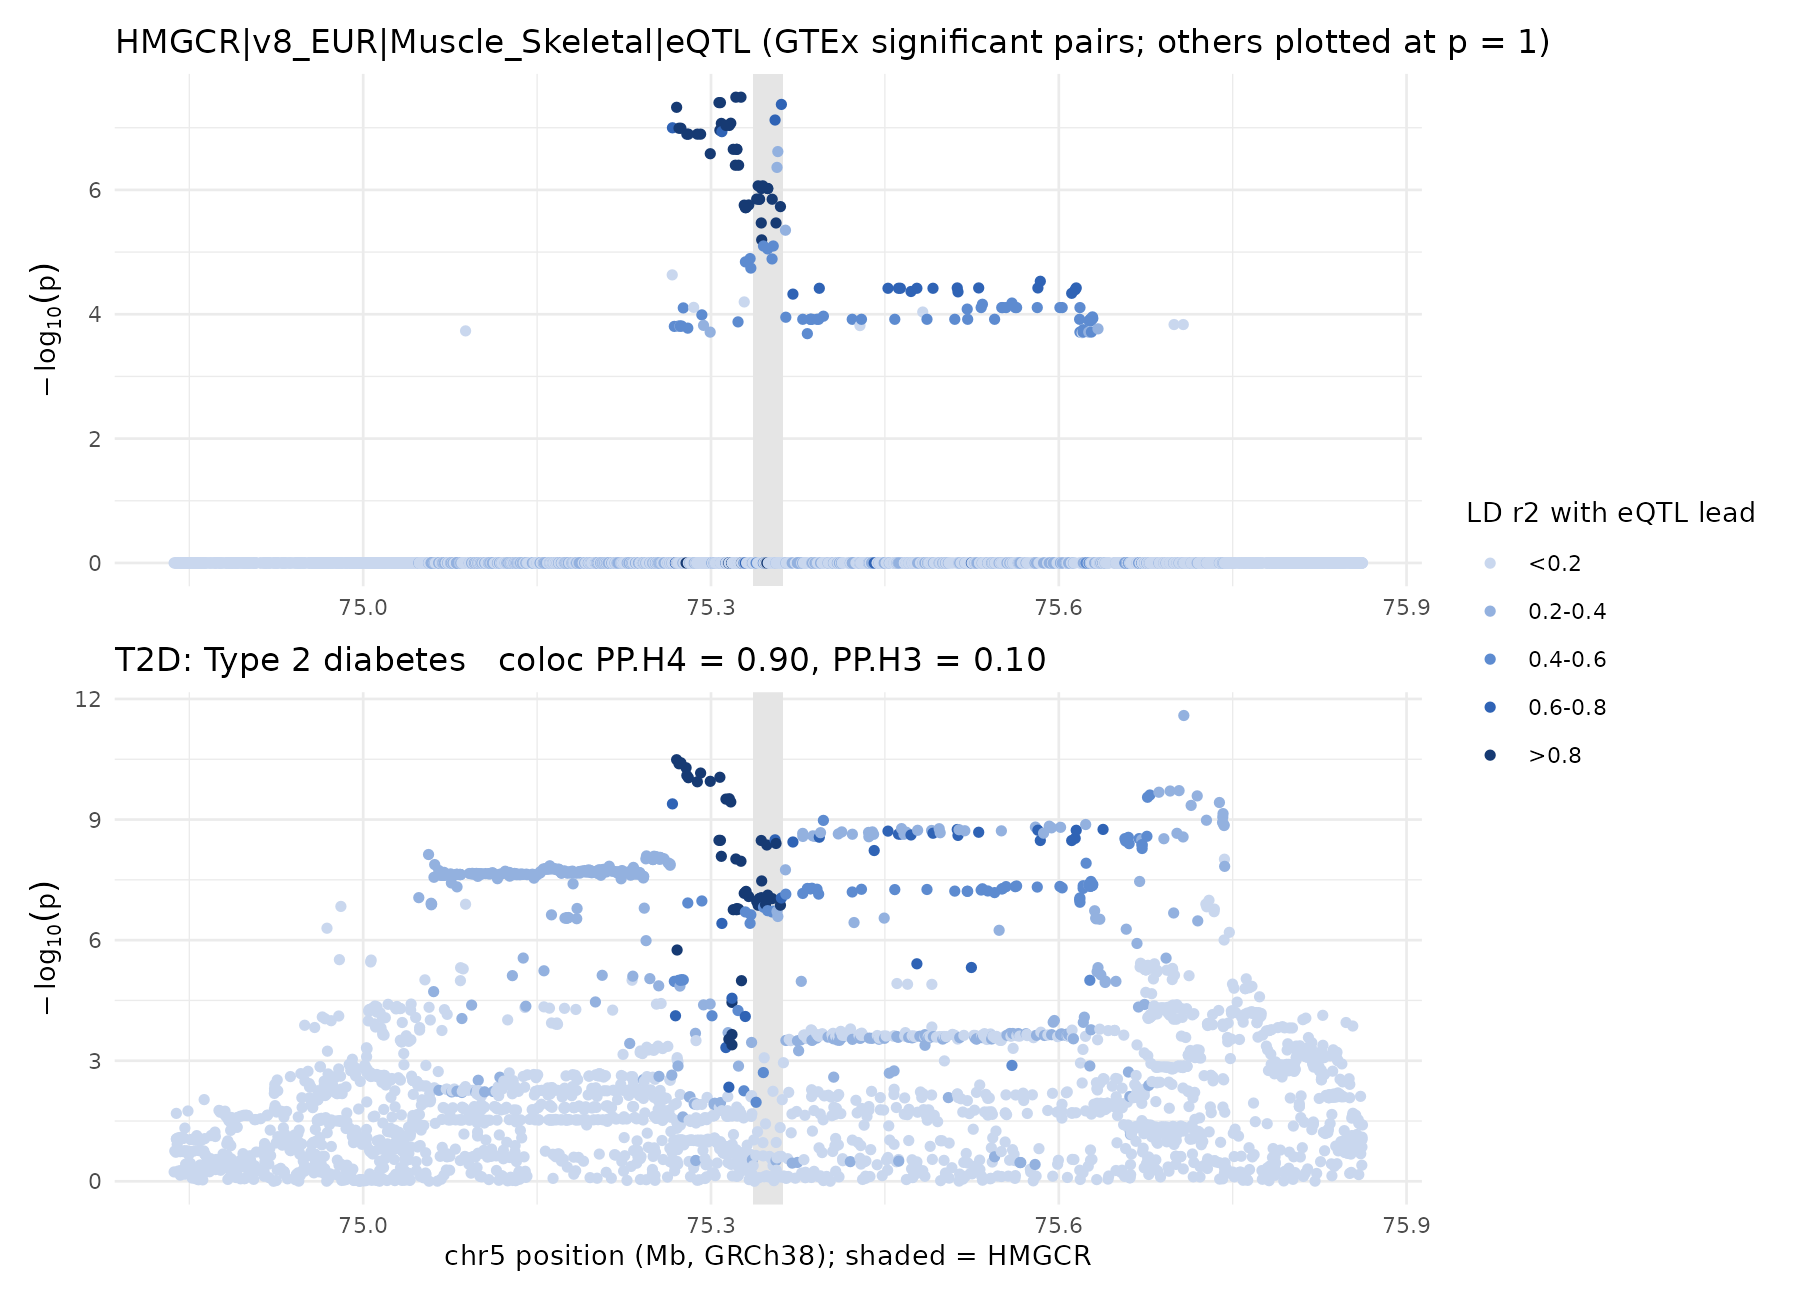 HMGCR|v8_EUR|Muscle_Skeletal|eQTL (GTEx significant pairs; others plotted at p = 1)
6
4
2
0
−log10(p)
75.0 75.3 75.6 75.9
T2D: Type 2 diabetes coloc PP.H4 = 0.90, PP.H3 = 0.10
12
9
6
3
0
−log10(p)
75.0 75.3 75.6 75.9
chr5 position (Mb, GRCh38); shaded = HMGCR
LD r2 with eQTL lead
<0.2
0.2-0.4
0.4-0.6
0.6-0.8
>0.8